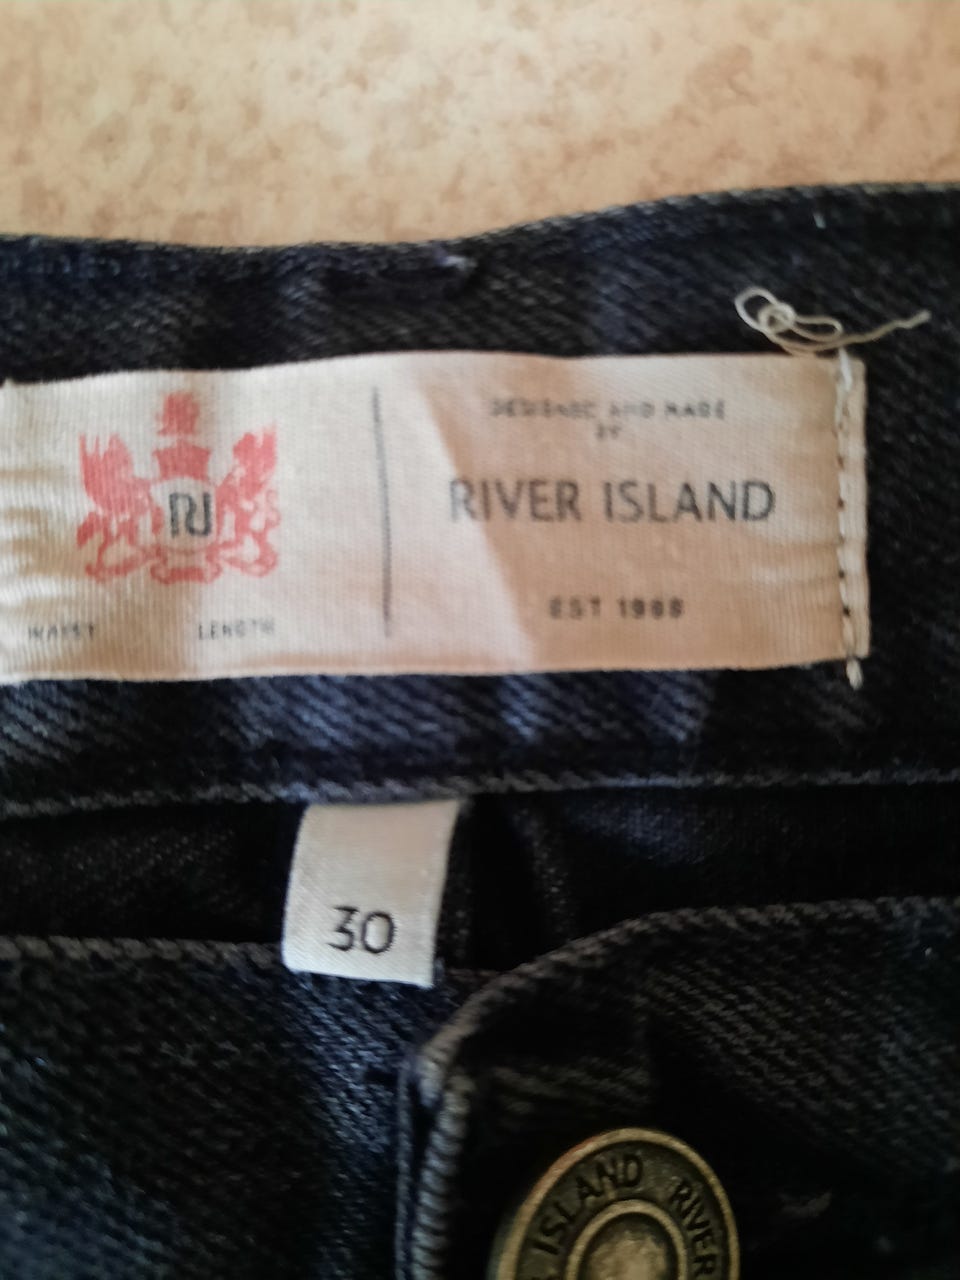 RI
DESIGNED AND MADE
BY
RIVER ISLAND
EST 1988
WAIST LENGTH
30
ISLAND RIVER